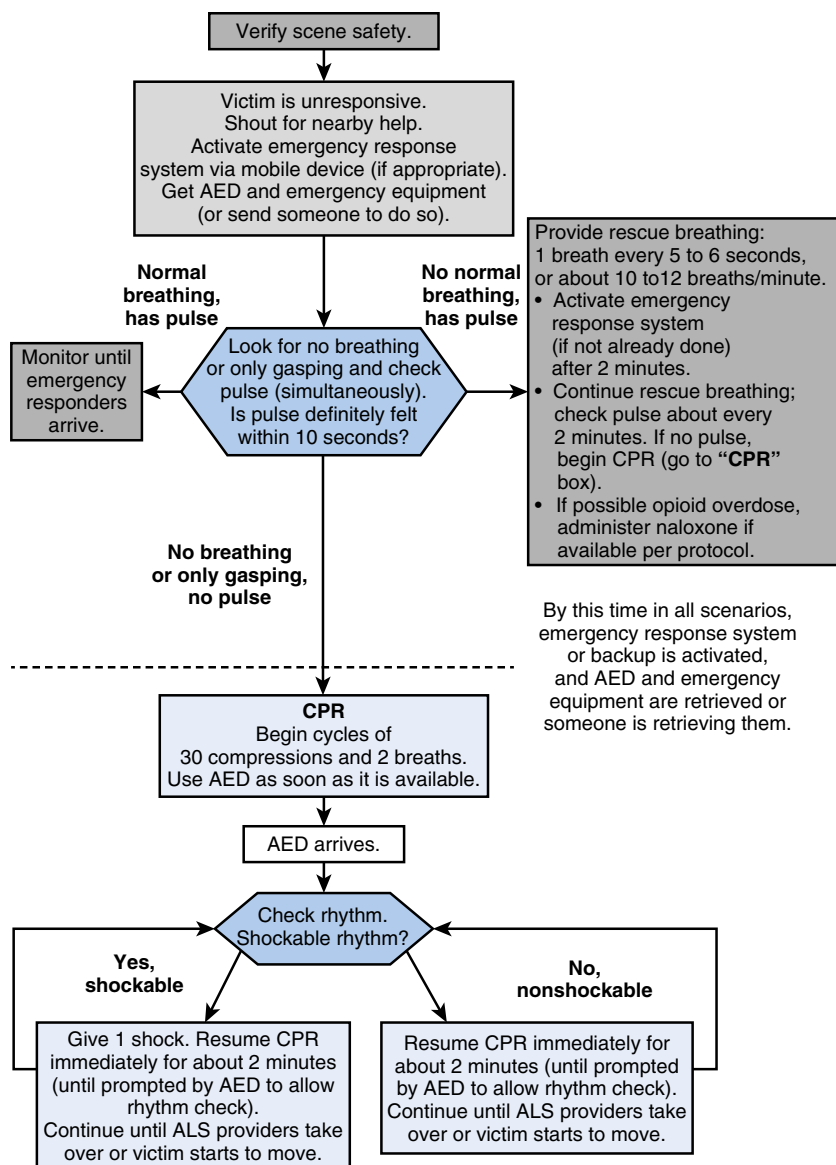 Verify scene safety.
Victim is unresponsive.
Shout for nearby help.
Activate emergency response
system via mobile device (if appropriate).
Get AED and emergency equipment
(or send someone to do so).
Normal
breathing,
has pulse
No normal
breathing,
has pulse
Look for no breathing
or only gasping and check
pulse (simultaneously).
Is pulse definitely felt
within 10 seconds?
Monitor until
emergency
responders
arrive.
Provide rescue breathing:
1 breath every 5 to 6 seconds,
or about 10 to12 breaths/minute.
• Activate emergency
response system
(if not already done)
after 2 minutes.
• Continue rescue breathing;
check pulse about every
2 minutes. If no pulse,
begin CPR (go to “CPR”
box).
• If possible opioid overdose,
administer naloxone if
available per protocol.
No breathing
or only gasping,
no pulse
By this time in all scenarios,
emergency response system
or backup is activated,
and AED and emergency
equipment are retrieved or
someone is retrieving them.
CPR
Begin cycles of
30 compressions and 2 breaths.
Use AED as soon as it is available.
AED arrives.
Check rhythm.
Shockable rhythm?
Yes,
shockable
No,
nonshockable
Give 1 shock. Resume CPR
immediately for about 2 minutes
(until prompted by AED to allow
rhythm check).
Continue until ALS providers take
over or victim starts to move.
Resume CPR immediately for
about 2 minutes (until prompted
by AED to allow rhythm check).
Continue until ALS providers take
over or victim starts to move.